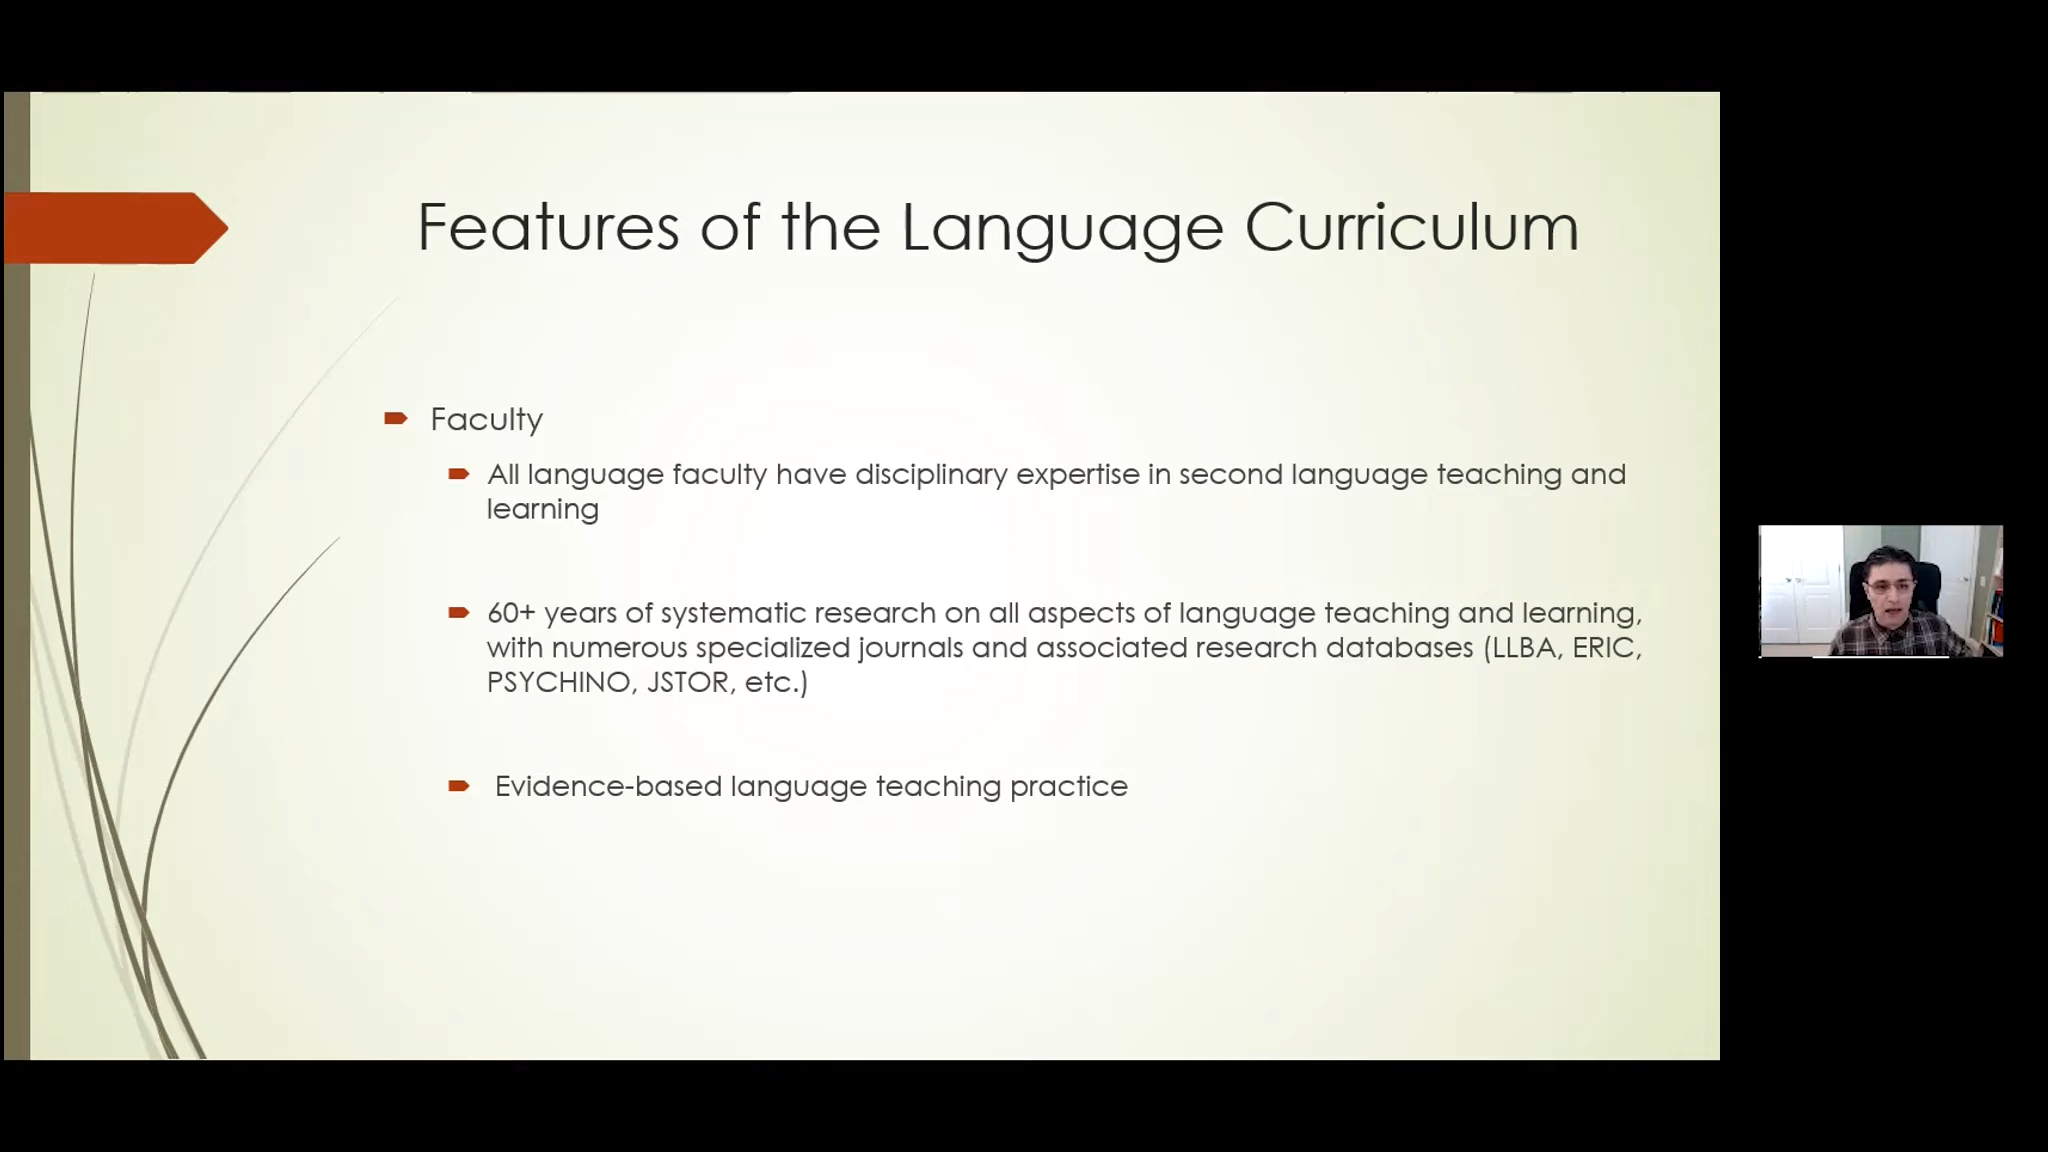 Features of the Language Curriculum
Faculty
All language faculty have disciplinary expertise in second language teaching and
learning
60+ years of systematic research on all aspects of language teaching and learning,
with numerous specialized journals and associated research databases (LLBA, ERIC,
PSYCHINO, JSTOR, etc.)
Evidence-based language teaching practice